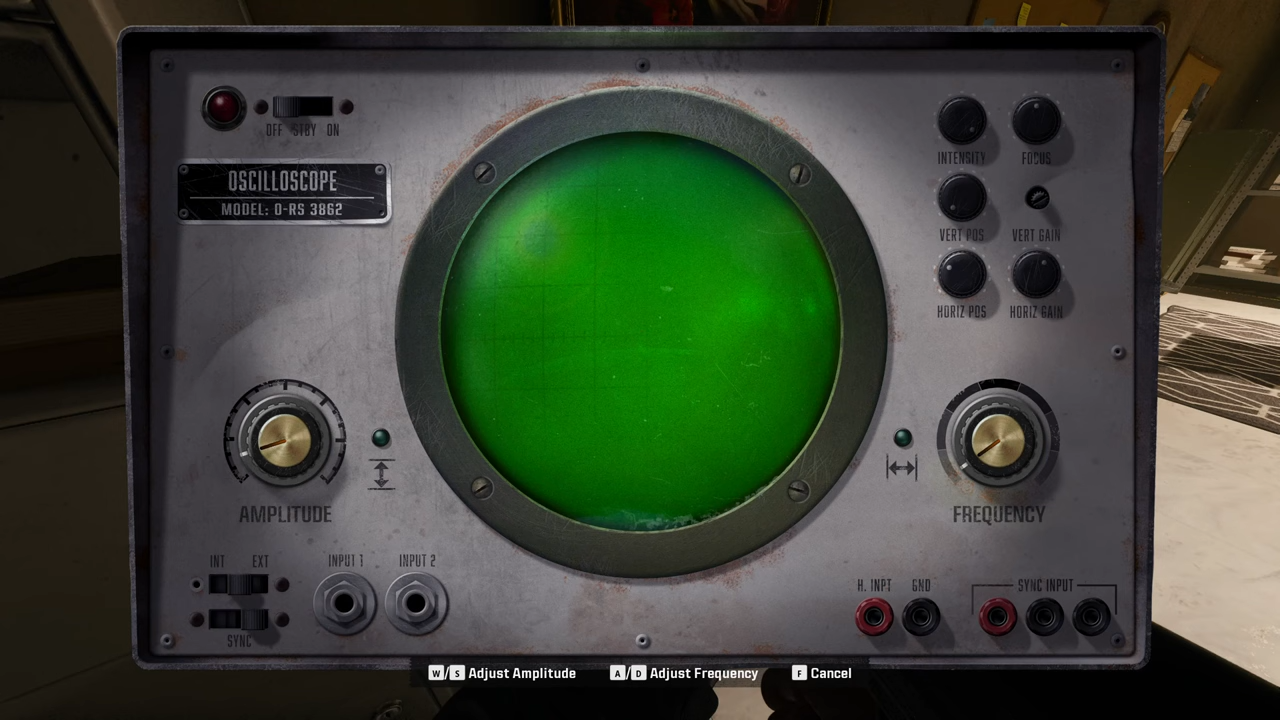 OFF STBY ON
OSCILLOSCOPE
MODEL: O-RS 3862
INTENSITY FOCUS
VERT POS VERT GAIN
HORIZ POS HORIZ GAIN
AMPLITUDE
FREQUENCY
INT EXT
SYNC
INPUT 1 INPUT 2
H. INPT GND
SYNC INPUT
W/S Adjust Amplitude A/D Adjust Frequency F Cancel